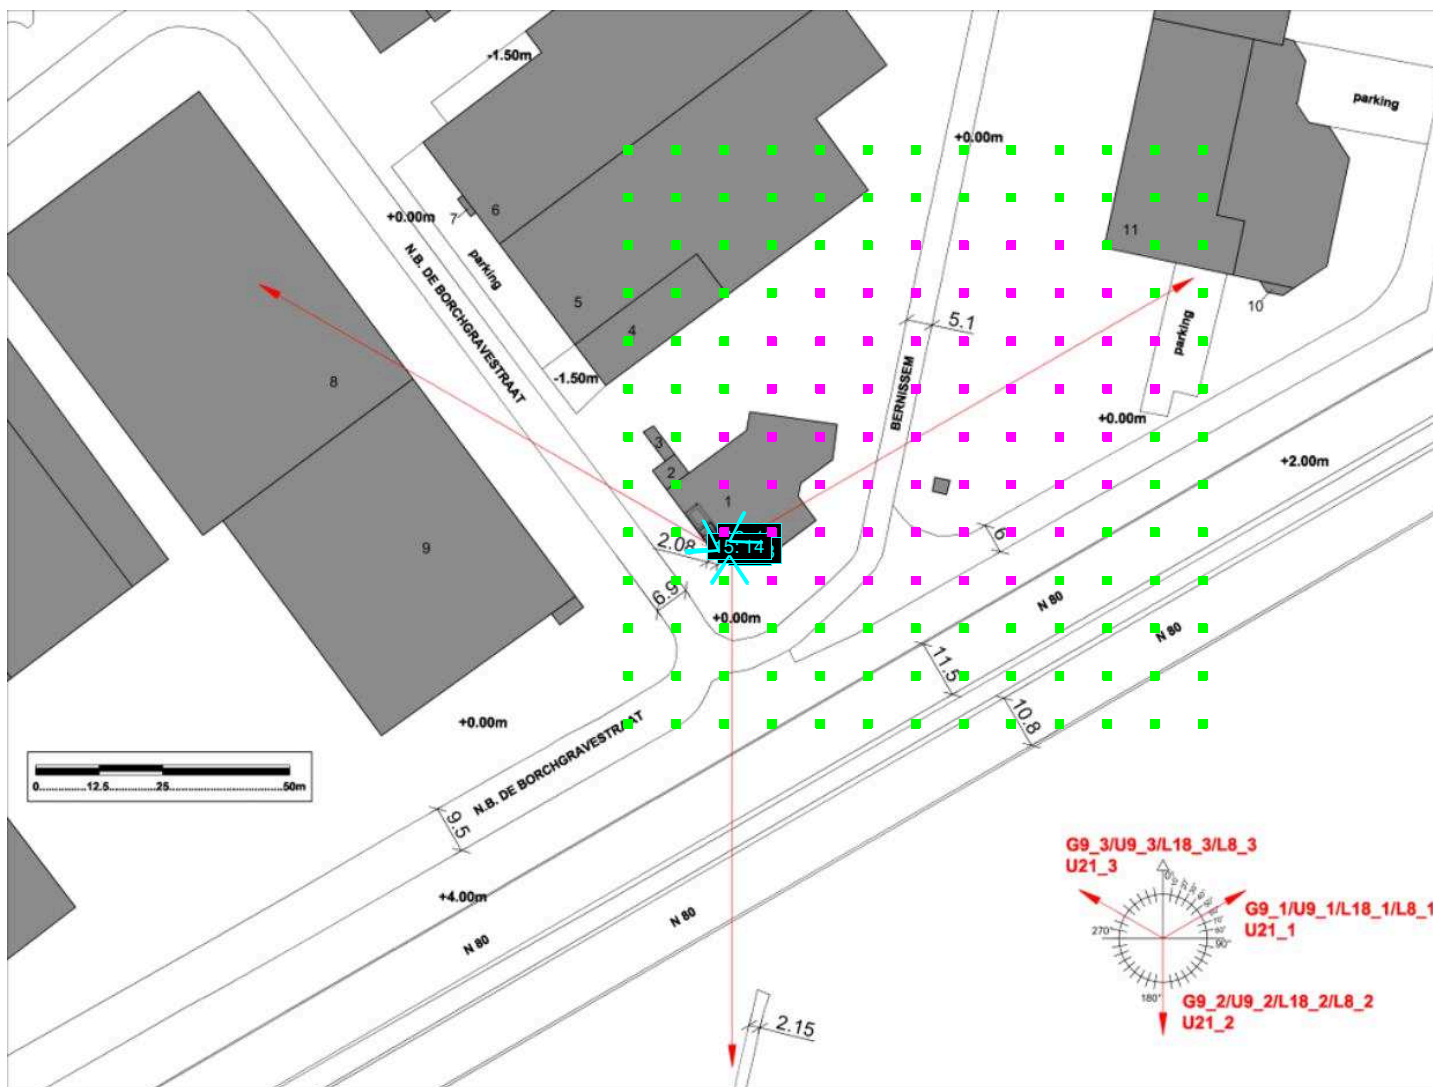 -1.50m
parking
+0.00m
+0.00m
7
6
N.B. DE BORCHGRAVESTRAAT
parking
11
5
4
10
5.1
parking
8
-1.50m
BERNISSEM
+0.00m
3
2
+2.00m
1
9
2.08
15.14
6
6.9
+0.00m
N 80
N 80
11.5
10.8
+0.00m
N.B. DE BORCHGRAVESTRAAT
0 12.5 25 50m
9.5
+4.00m
N 80
N 80
G9_3/U9_3/L18_3/L8_3
U21_3
G9_1/U9_1/L18_1/L8_1
U21_1
270°
90°
180°
G9_2/U9_2/L18_2/L8_2
U21_2
2.15